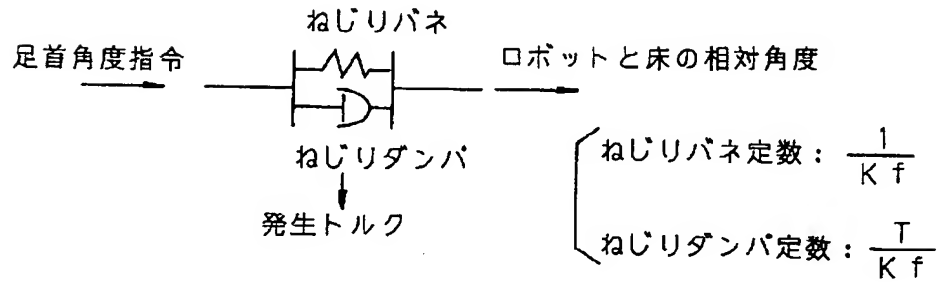 ねじりバネ
足首角度指令
ロボットと床の相対角度
ねじりダンパ
発生トルク
ねじりバネ定数: 1/Kf
ねじりダンパ定数: T/Kf